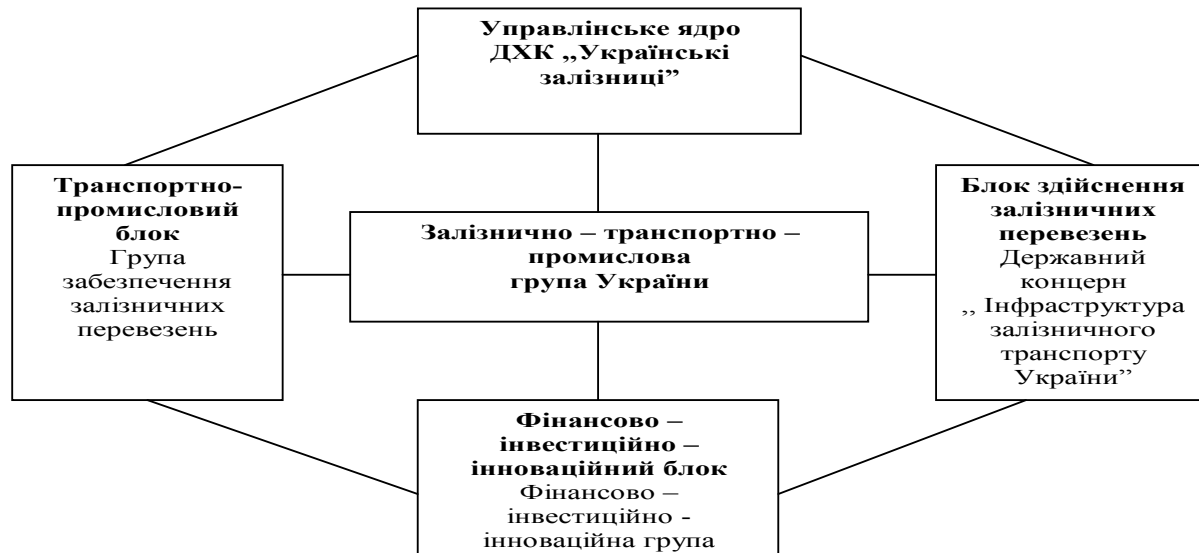 Управлінське ядро
ДХК „Українські
залізниці”
Транспортно-
промисловий
блок
Група
забезпечення
залізничних
перевезень
Залізнично – транспортно –
промислова
група України
Блок здійснення
залізничних
перевезень
Державний
концерн
„ Інфраструктура
залізничного
транспорту
України”
Фінансово –
інвестиційно –
інноваційний блок
Фінансово –
інвестиційно -
інноваційна група